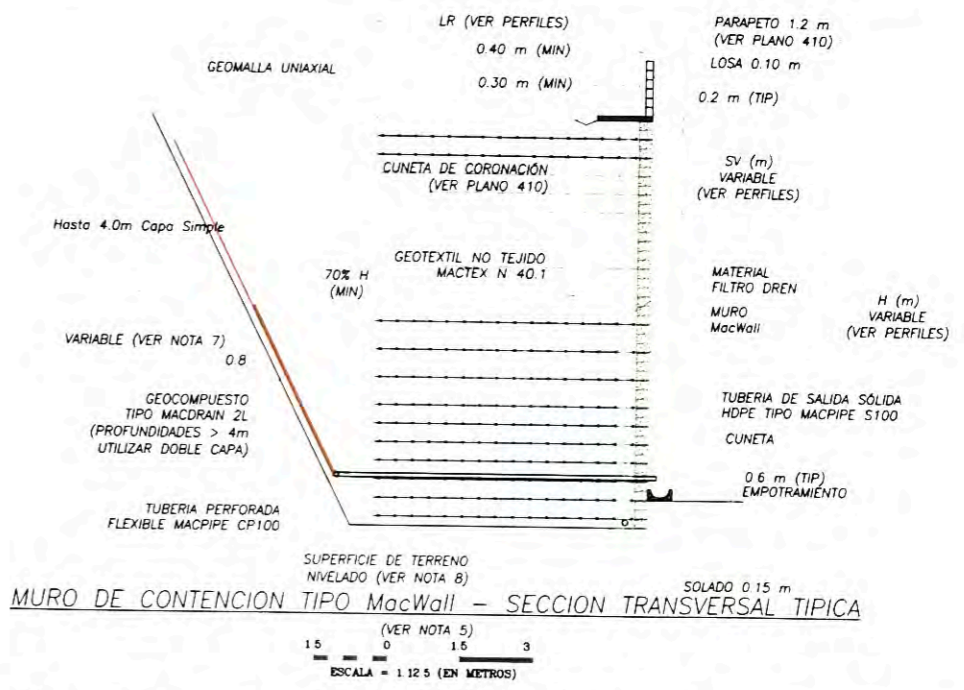 LR (VER PERFILES)
0.40 m (MIN)
0.30 m (MIN)
PARAPETO 1.2 m
(VER PLANO 410)
LOSA 0.10 m
0.2 m (TIP)
GEOMALLA UNIAXIAL
CUNETA DE CORONACIÓN
(VER PLANO 410)
SV (m)
VARIABLE
(VER PERFILES)
Hasta 4.0m Capa Simple
70% H
(MIN)
GEOTEXTIL NO TEJIDO
MACTEX N 40.1
MATERIAL
FILTRO DREN
MURO
MacWall
H (m)
VARIABLE
(VER PERFILES)
VARIABLE (VER NOTA 7)
0.8
GEOCOMPUESTO
TIPO MACDRAIN 2L
(PROFUNDIDADES > 4m
UTILIZAR DOBLE CAPA)
TUBERIA DE SALIDA SÓLIDA
HDPE TIPO MACPIPE S100
CUNETA
0.6 m (TIP)
EMPOTRAMIENTO
TUBERIA PERFORADA
FLEXIBLE MACPIPE CP100
SUPERFICIE DE TERRENO
NIVELADO (VER NOTA 8)
SOLADO 0.15 m
MURO DE CONTENCION TIPO MacWall – SECCION TRANSVERSAL TIPICA
(VER NOTA 5)
1 5 0 1.5 3
ESCALA = 1.12 5 (EN METROS)